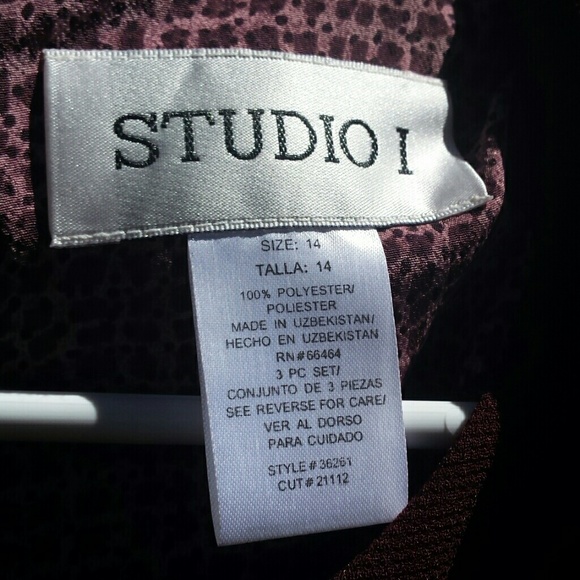 STUDIO I
SIZE: 14
TALLA: 14
100% POLYESTER/
POLIESTER
MADE IN UZBEKISTAN/
HECHO EN UZBEKISTAN
RN#66464
3 PC SET/
CONJUNTO DE 3 PIEZAS
SEE REVERSE FOR CARE/
VER AL DORSO
PARA CUIDADO
STYLE#36261
CUT#21112